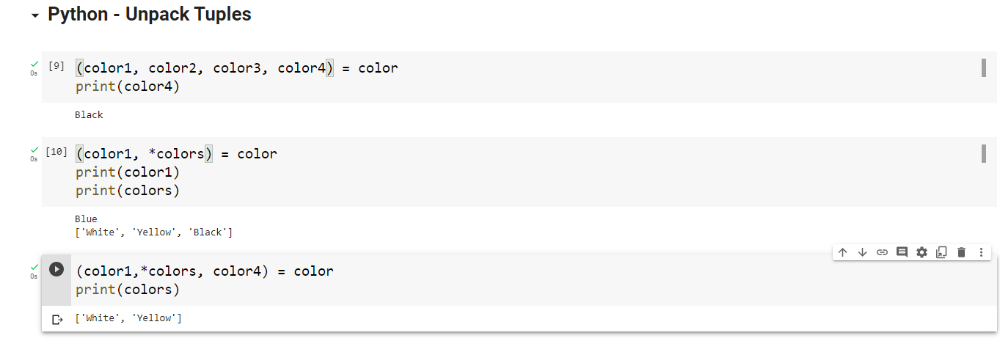 Python - Unpack Tuples
[9] (color1, color2, color3, color4) = color
0s
print(color4)
Black
[10] (color1, *colors) = color
0s
print(color1)
print(colors)
Blue
['White', 'Yellow', 'Black']
(color1,*colors, color4) = color
0s
print(colors)
['White', 'Yellow']